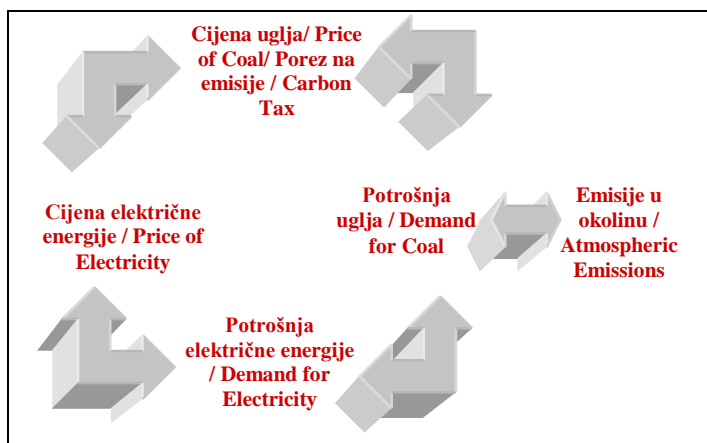 Cijena uglja/ Price
of Coal/ Porez na
emisije / Carbon
Tax
Cijena električne
energije / Price of
Electricity
Potrošnja
uglja / Demand
for Coal
Emisije u
okolinu /
Atmospheric
Emissions
Potrošnja
električne energije
/ Demand for
Electricity